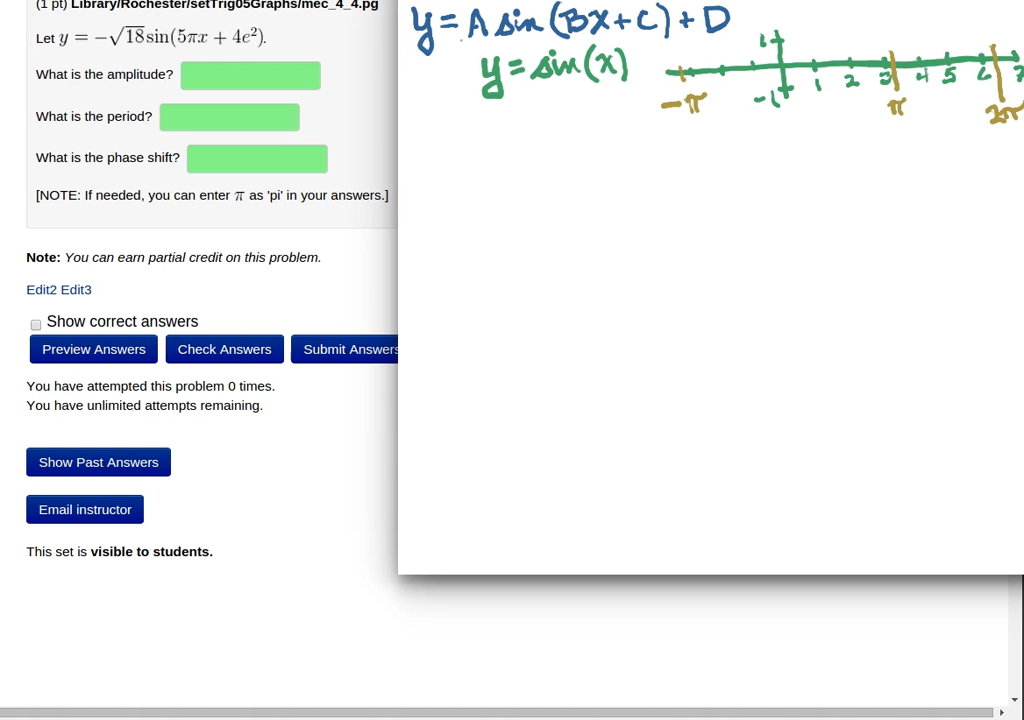 (1 pt) Library/Rochester/setTrig05Graphs/mec_4_4.pg
Let y = −√18 sin(5πx + 4e²).
What is the amplitude?
What is the period?
What is the phase shift?
[NOTE: If needed, you can enter π as 'pi' in your answers.]
Note: You can earn partial credit on this problem.
Edit2 Edit3
Show correct answers
Preview Answers Check Answers Submit Answers
You have attempted this problem 0 times.
You have unlimited attempts remaining.
Show Past Answers
Email instructor
This set is visible to students.
y = A sin(Bx + C) + D
y = sin(x)
1
-1
1 2 3 4 5 6 7
-π π 2π